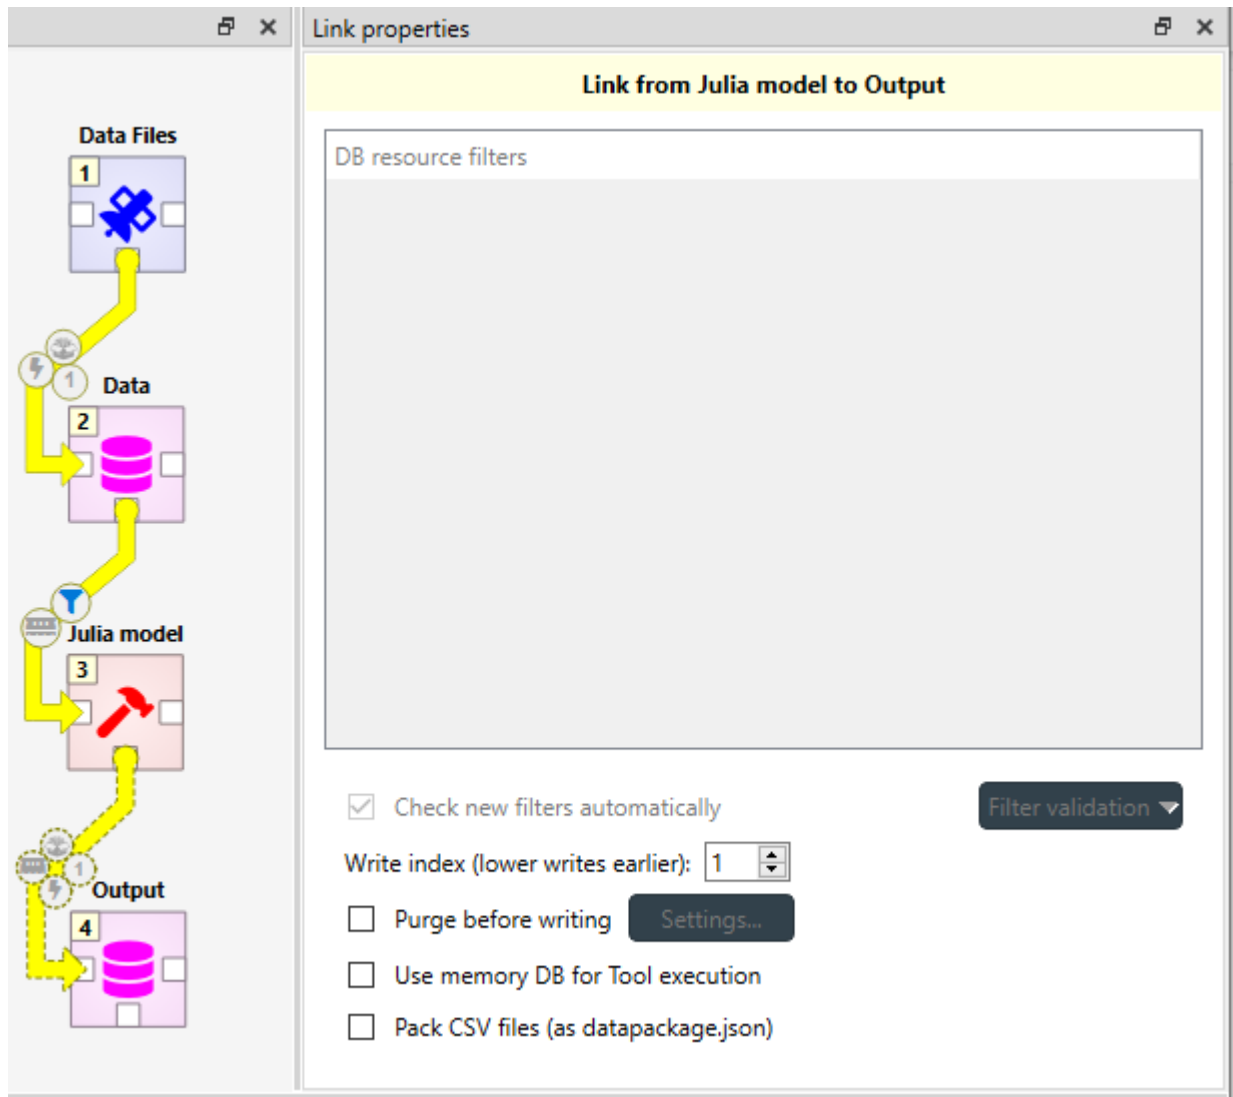 Link properties
Link from Julia model to Output
Data Files
1
1
Data
2
Julia model
3
1
Output
4
DB resource filters
Check new filters automatically
Filter validation
Write index (lower writes earlier): 1
Purge before writing
Settings...
Use memory DB for Tool execution
Pack CSV files (as datapackage.json)